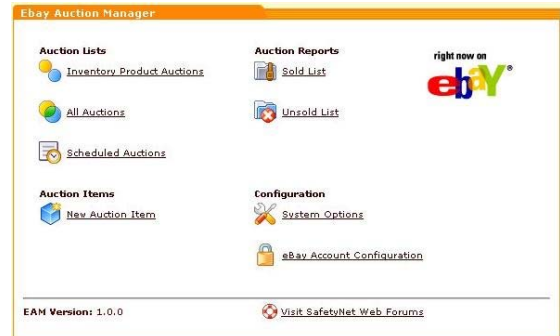 Ebay Auction Manager
Auction Lists
Inventory Product Auctions
All Auctions
Scheduled Auctions
Auction Reports
Sold List
Unsold List
right now on
ebaY®
Auction Items
New Auction Item
Configuration
System Options
eBay Account Configuration
EAM Version: 1.0.0
Visit SafetyNet Web Forums